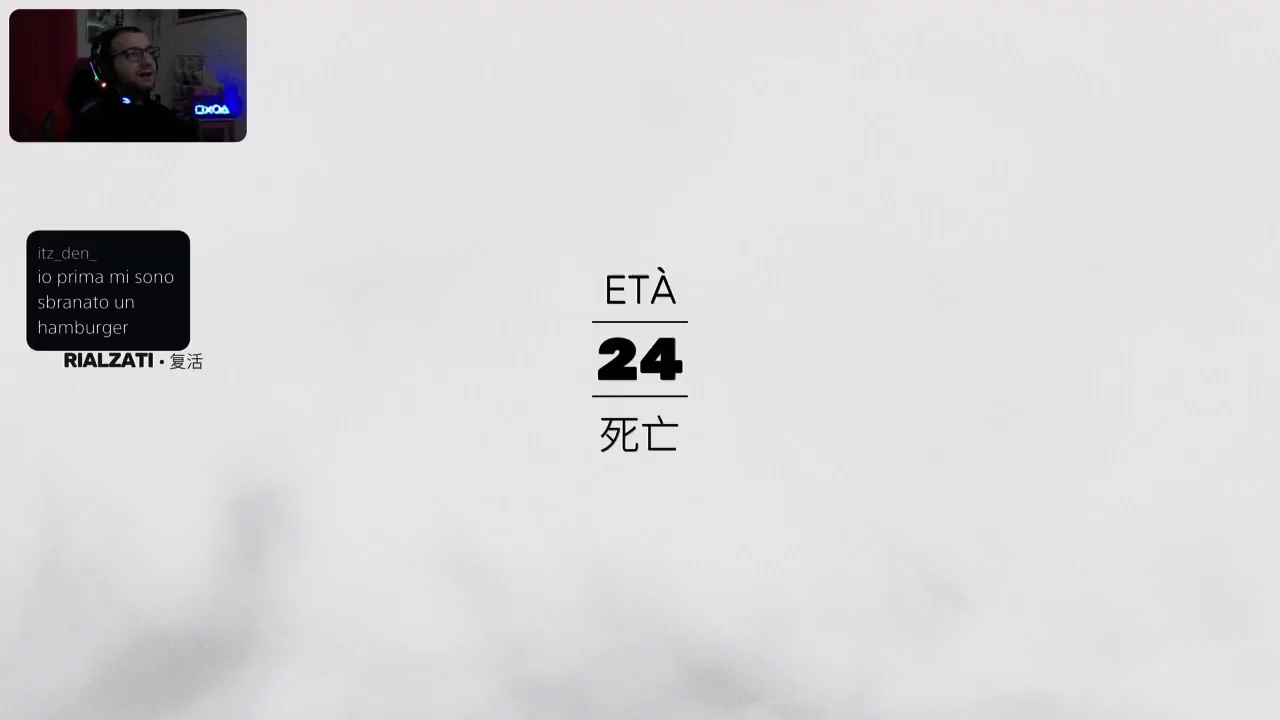 itz_den_
io prima mi sono
sbranato un
hamburger
RIALZATI • 复活
ETÀ
24
死亡